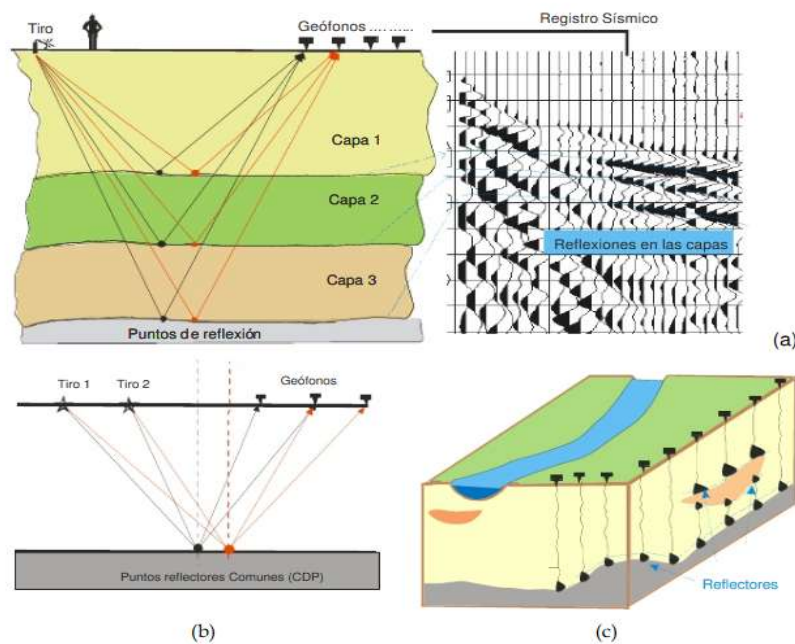 Registro Sísmico
Tiro
Geófonos .... .......
Capa 1
Capa 2
Reflexiones en las capas
Capa 3
Puntos de reflexión
(a)
Tiro 1
Tiro 2
Geófonos
Puntos reflectores Comunes (CDP)
(b)
Reflectores
(c)